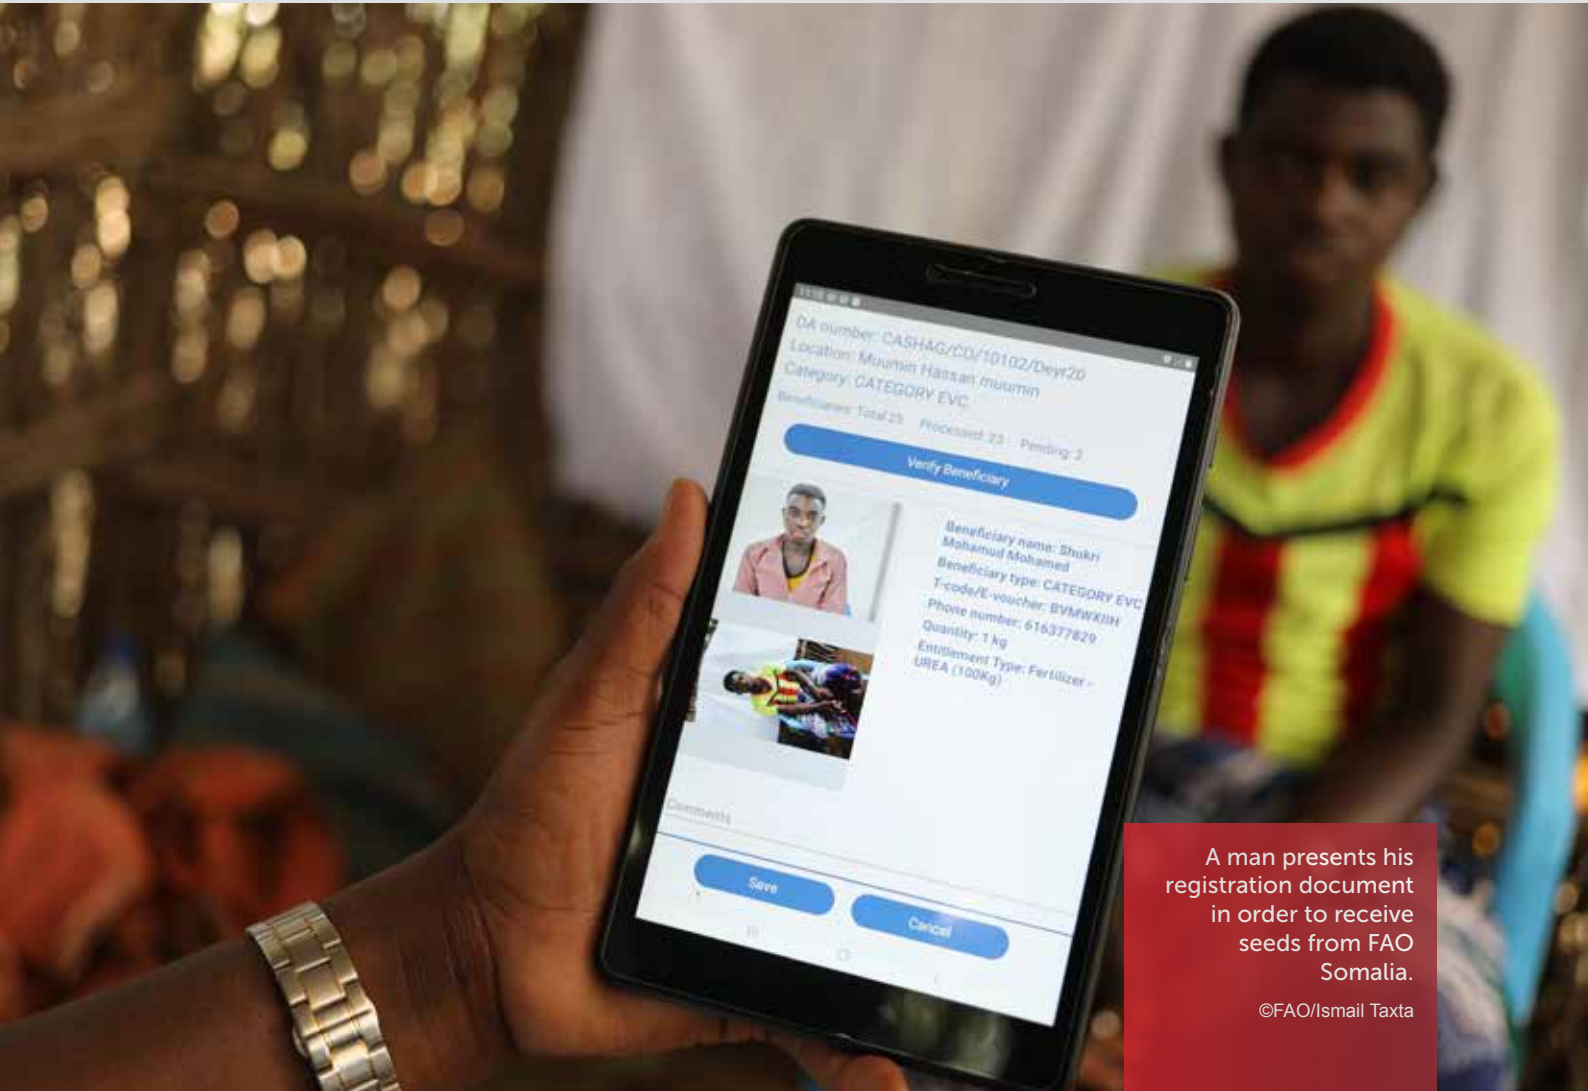 11:18
DA number: CASHAG/CO/10102/Deyr20
Location: Muumin Hassan muumin
Category: CATEGORY EVC
Beneficiaries: Total:25 Processed: 23 Pending: 2
Verify Beneficiary
Beneficiary name: Shukri
Mohamud Mohamed
Beneficiary type: CATEGORY EVC
T-code/E-voucher: BVMWXIIH
Phone number: 616377829
Quantity: 1 kg
Entitlement Type: Fertilizer -
UREA (100Kg)
Comments
Save
Cancel
A man presents his
registration document
in order to receive
seeds from FAO
Somalia.
©FAO/Ismail Taxta